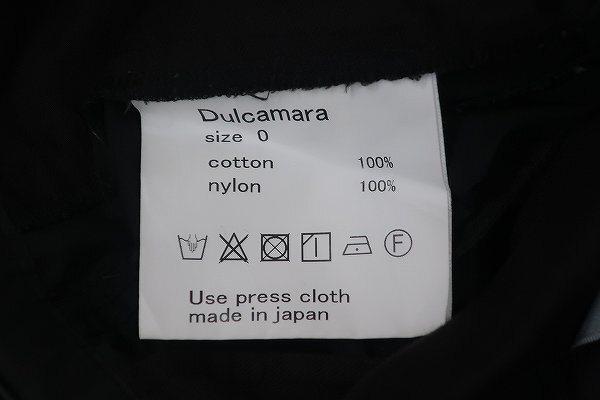 Dulcamara
size 0
cotton 100%
nylon 100%
F
Use press cloth
made in japan